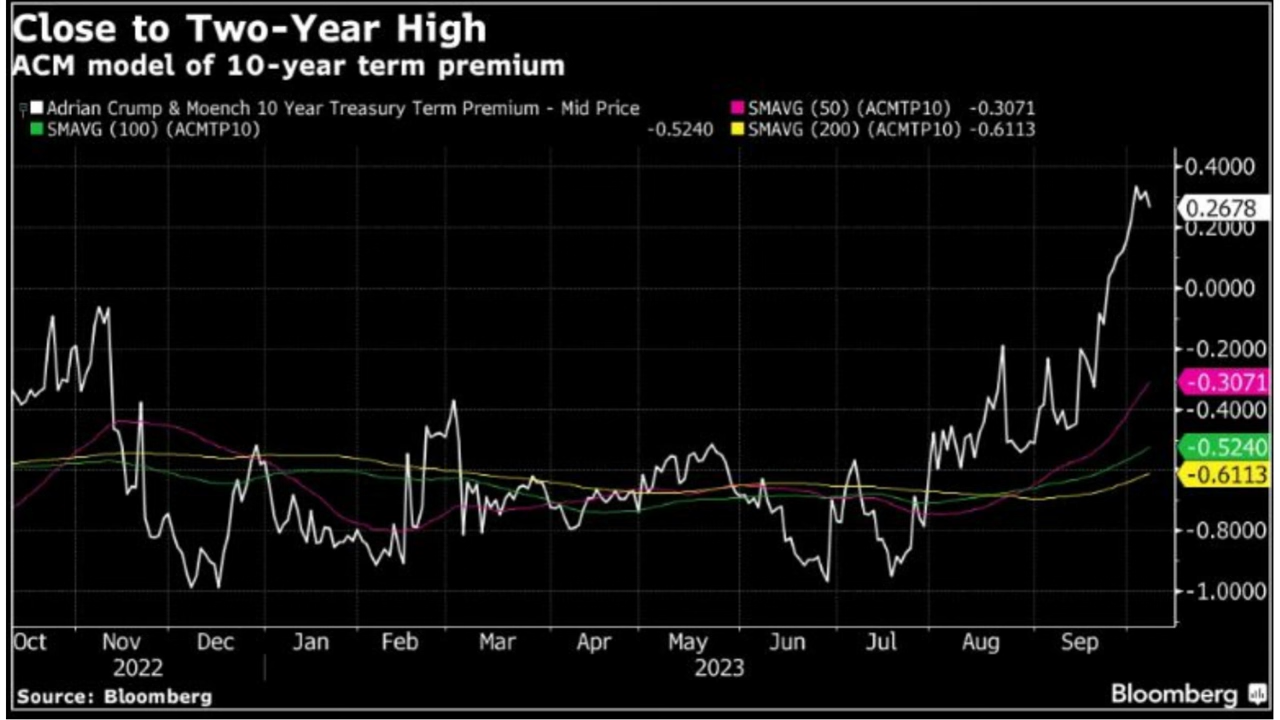 Close to Two-Year High
ACM model of 10-year term premium
Adrian Crump & Moench 10 Year Treasury Term Premium - Mid Price
SMAVG (50) (ACMTP10) -0.3071
SMAVG (100) (ACMTP10) -0.5240
SMAVG (200) (ACMTP10) -0.6113
0.4000
0.2678
0.2000
0.0000
-0.2000
-0.3071
-0.4000
-0.5240
-0.6113
-0.8000
-1.0000
Oct Nov Dec Jan Feb Mar Apr May Jun Jul Aug Sep
2022 2023
Source: Bloomberg
Bloomberg